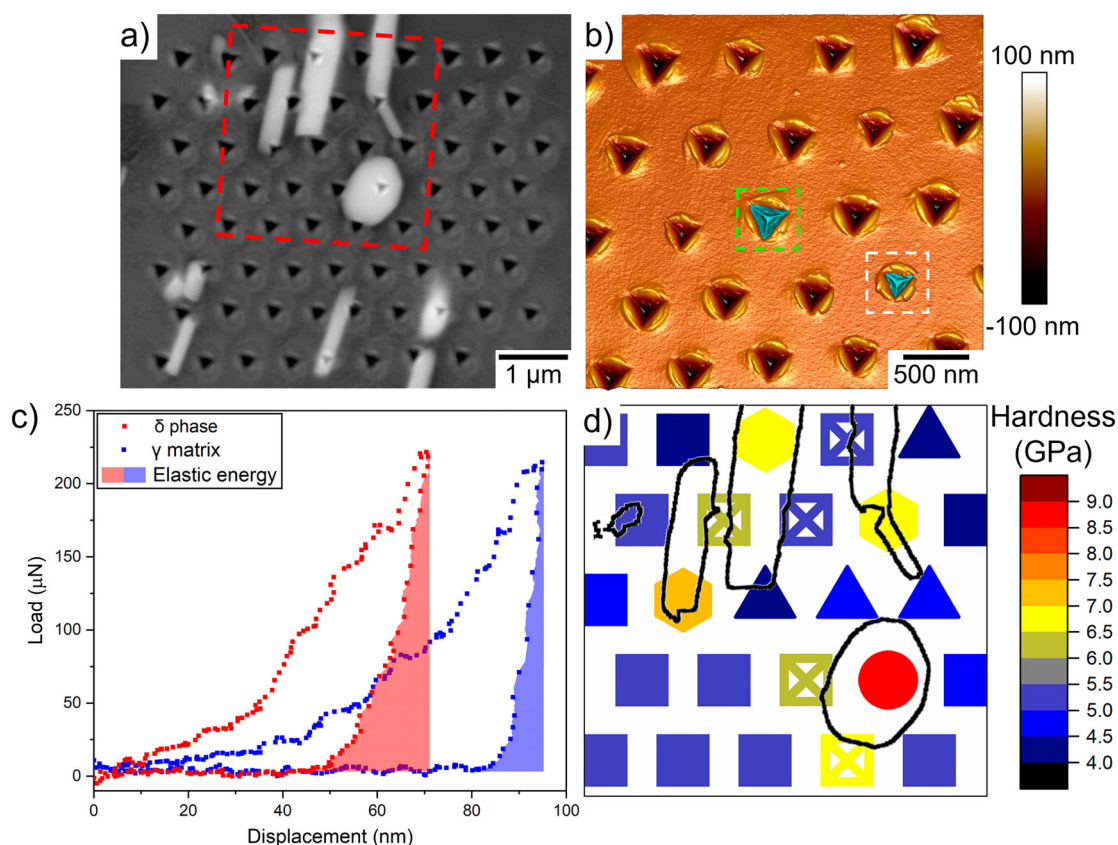 a)
1 μm
b)
500 nm
100 nm
-100 nm
c)
250
200
150
100
50
0
Load (μN)
δ phase
γ matrix
Elastic energy
0
20
40
60
80
100
Displacement (nm)
d)
Hardness
(GPa)
9.0
8.5
8.0
7.5
7.0
6.5
6.0
5.5
5.0
4.5
4.0